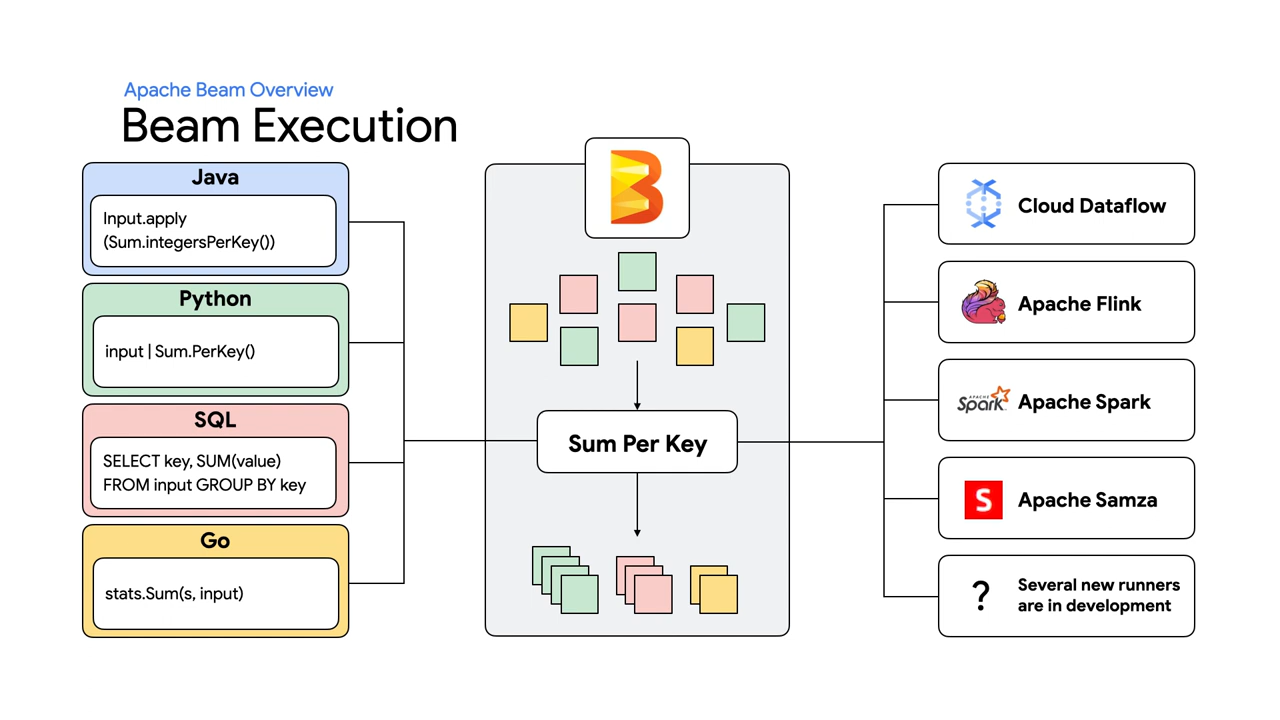 Apache Beam Overview
Beam Execution
Java
Input.apply
(Sum.integersPerKey())
Python
input | Sum.PerKey()
SQL
SELECT key, SUM(value)
FROM input GROUP BY key
Go
stats.Sum(s, input)
Sum Per Key
Cloud Dataflow
Apache Flink
APACHE
Spark
Apache Spark
S
Apache Samza
?
Several new runners
are in development